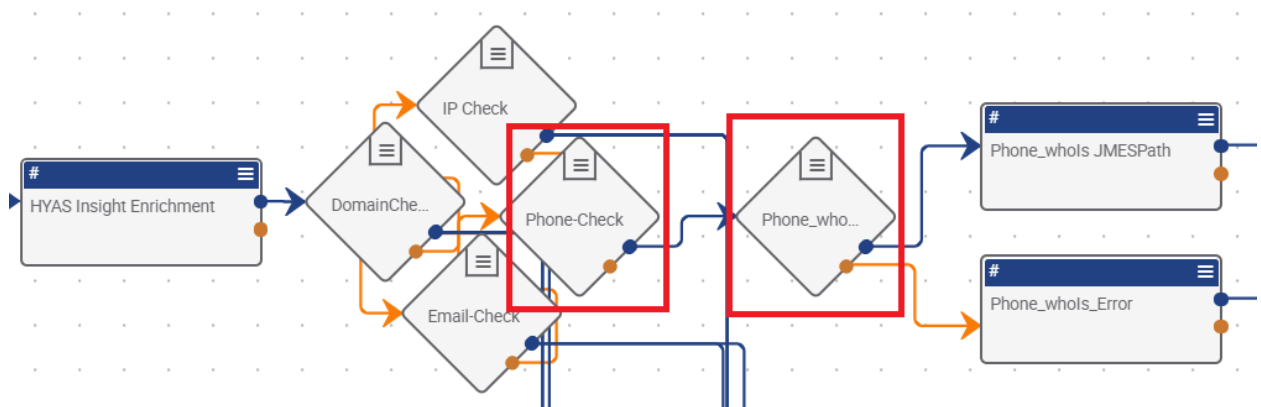 #
HYAS Insight Enrichment
DomainChe...
IP Check
Phone-Check
Email-Check
Phone_who...
#
Phone_whoIs JMESPath
#
Phone_whoIs_Error